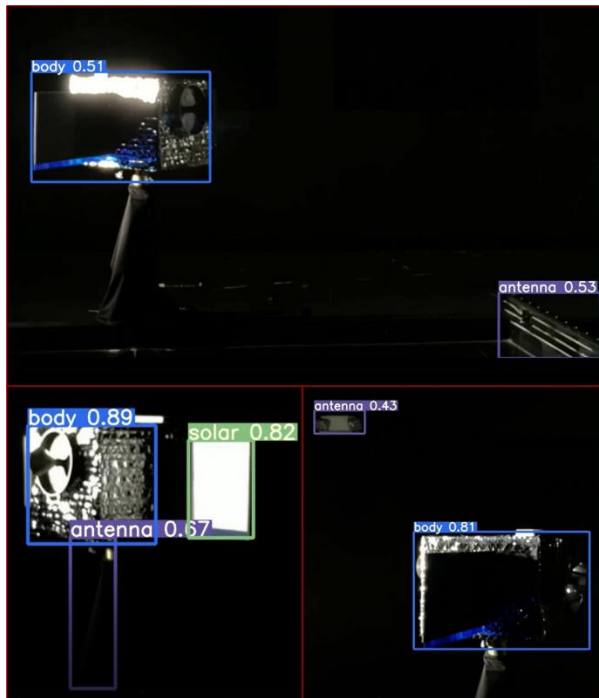 body 0.51
antenna 0.53
body 0.89
solar 0.82
antenna 0.67
antenna 0.43
body 0.81